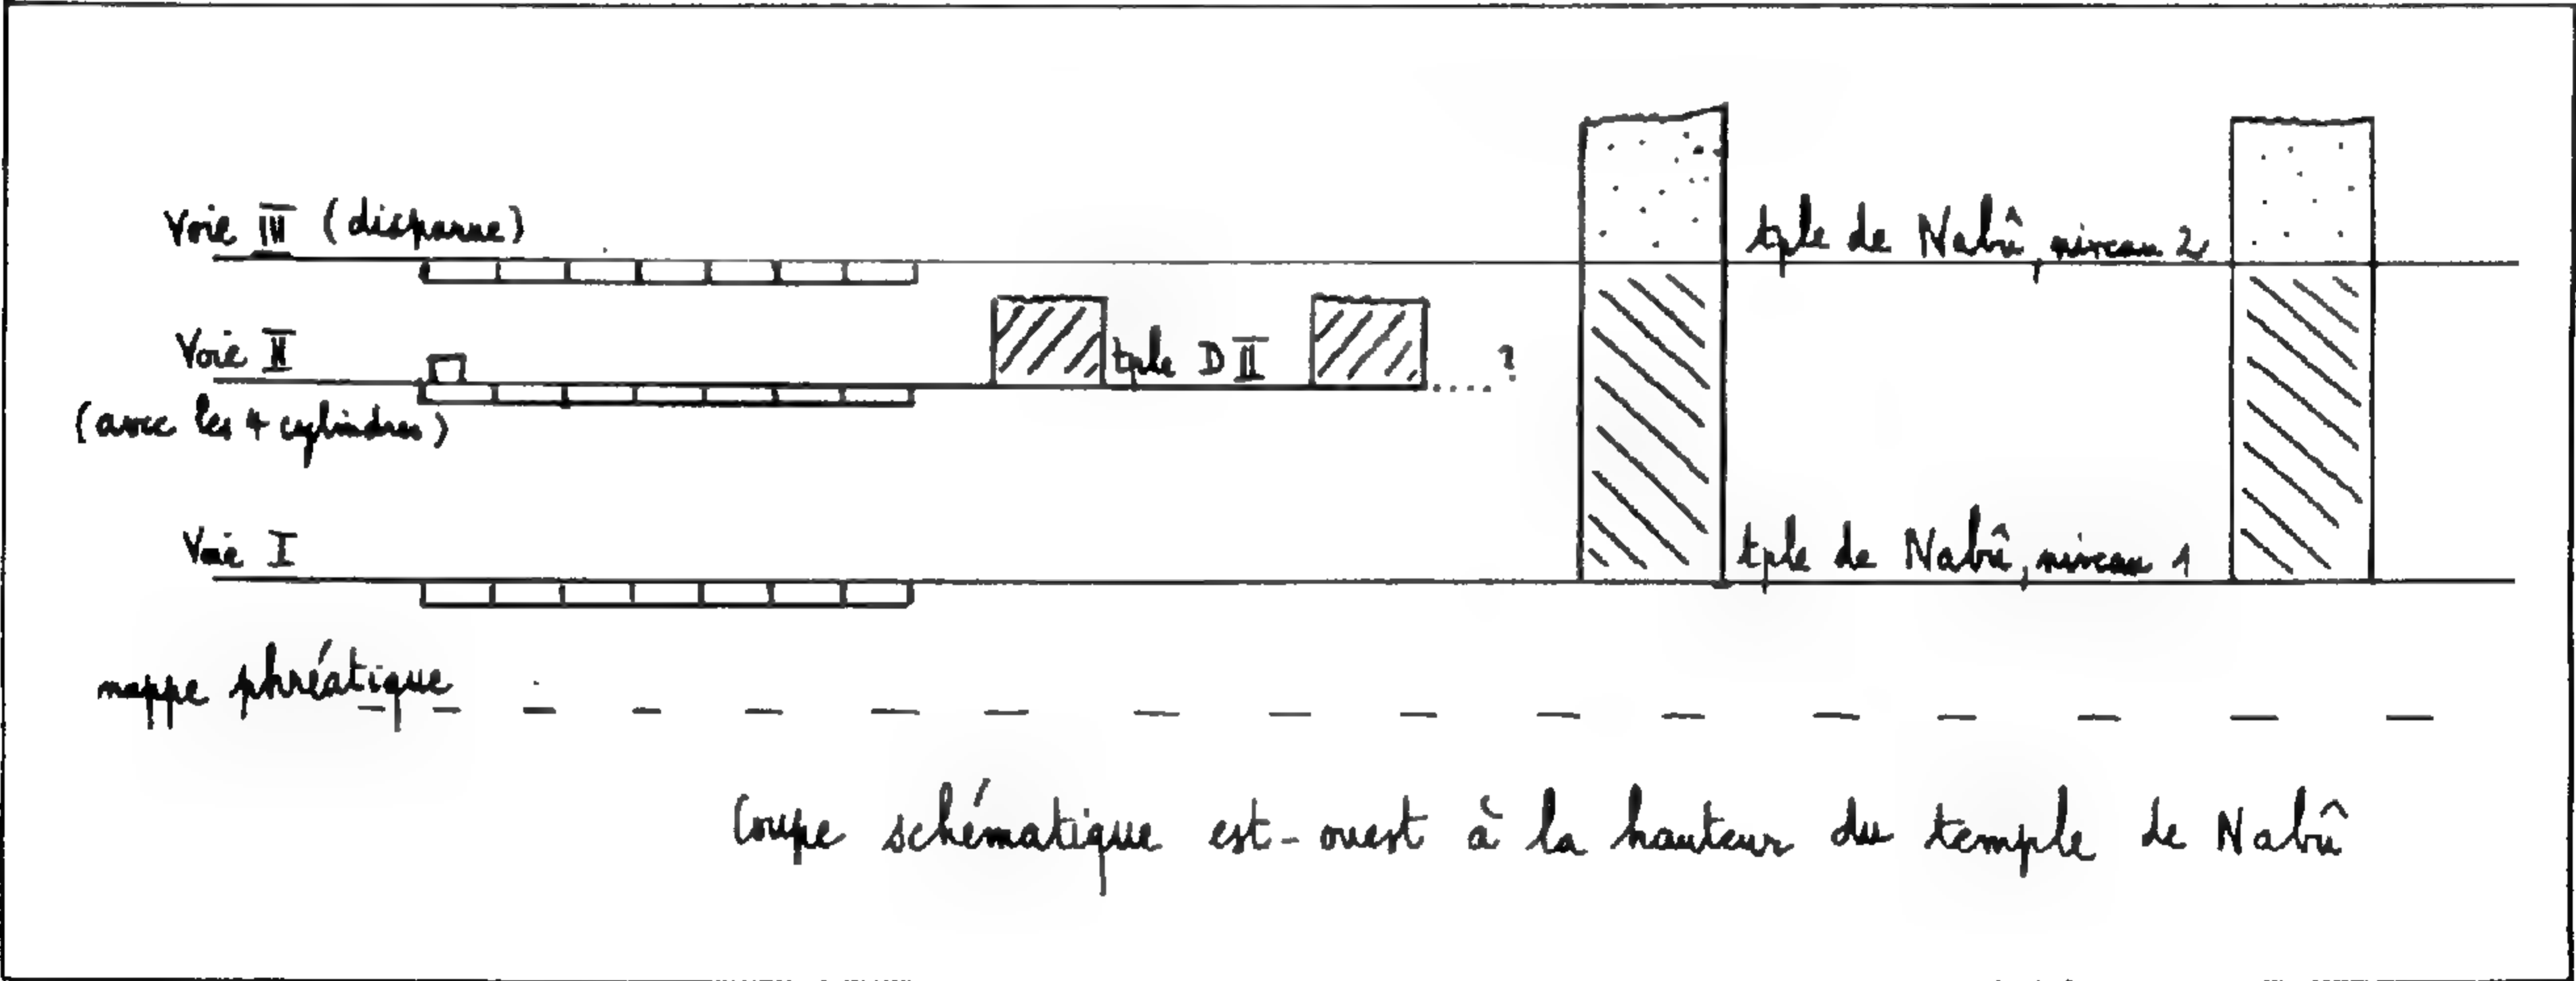 Voie III (disparue)
tple de Nabû, niveau 2
Voie II
tple D II
....?
(avec les 4 cylindres)
Voie I
tple de Nabû, niveau 1
nappe phréatique
Coupe schématique est-ouest à la hauteur du temple de Nabû